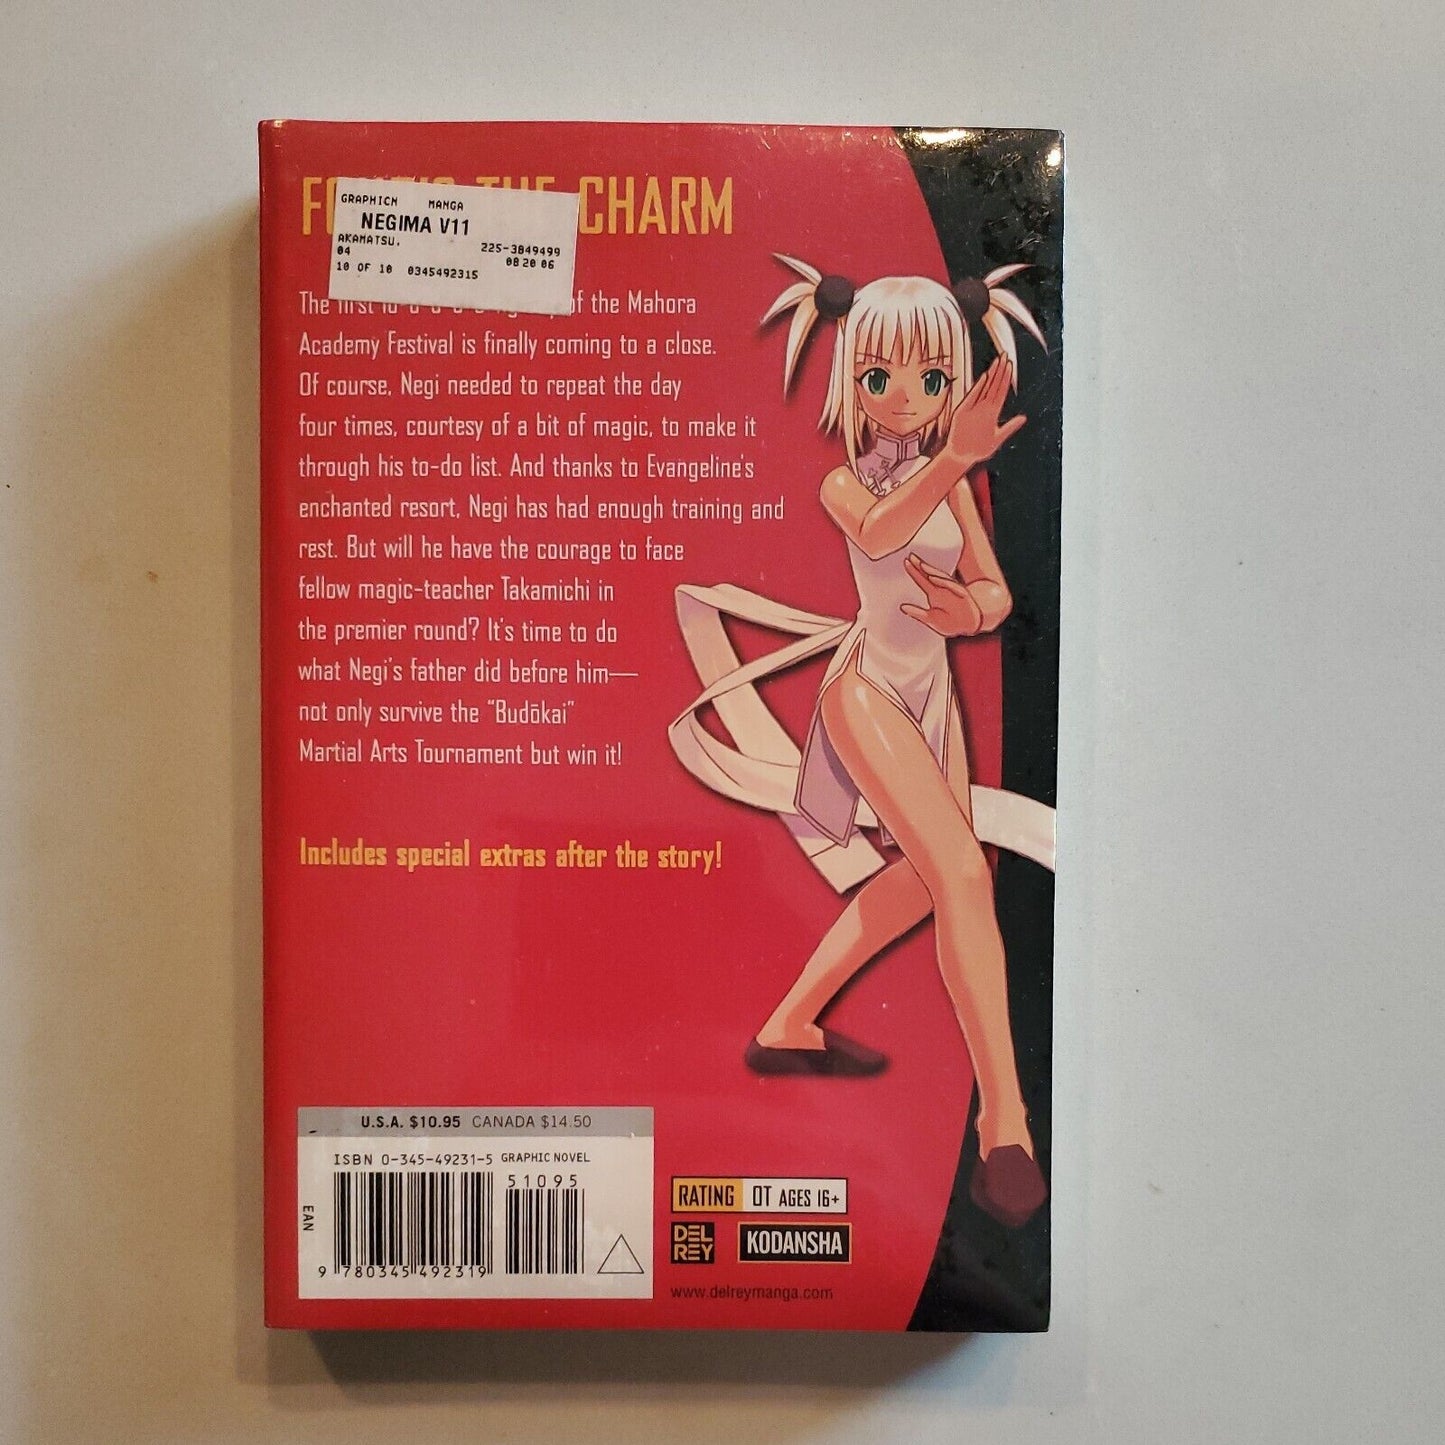 CHARM
GRAPHICN MANGA
NEGIMA V11
AKAMATSU.
04 225-3849499
10 OF 10 0345492315 08 20 06
The first of the Mahora
Academy Festival is finally coming to a close.
Of course, Negi needed to repeat the day
four times, courtesy of a bit of magic, to make it
through his to-do list. And thanks to Evangeline's
enchanted resort, Negi has had enough training and
rest. But will he have the courage to face
fellow magic-teacher Takamichi in
the premier round? It's time to do
what Negi's father did before him—
not only survive the "Budōkai"
Martial Arts Tournament but win it!
Includes special extras after the story!
U.S.A. $10.95 CANADA $14.50
ISBN 0-345-49231-5 GRAPHIC NOVEL
51095
EAN
9 780345 492319
RATING OT AGES 16+
DEL
REY
KODANSHA
www.delreymanga.com